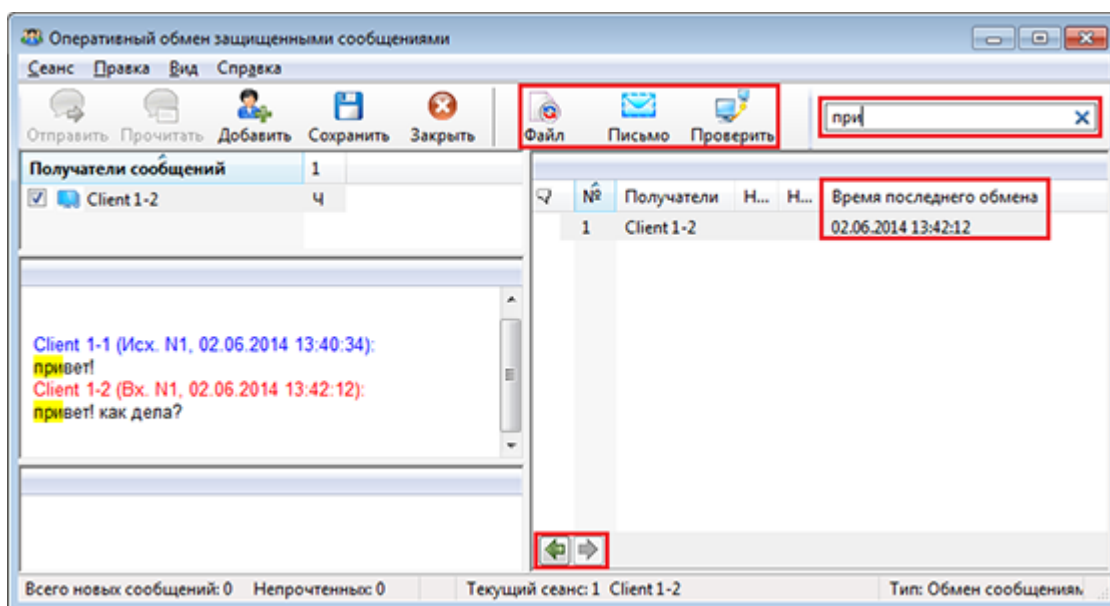 Оперативный обмен защищенными сообщениями
Сеанс Правка Вид Справка
Отправить Прочитать Добавить Сохранить Закрыть Файл Письмо Проверить при
Получатели сообщений 1
Client 1-2 Ч
№ Получатели Н... Н... Время последнего обмена
1 Client 1-2 02.06.2014 13:42:12
Client 1-1 (Исх. N1, 02.06.2014 13:40:34):
привет!
Client 1-2 (Вх. N1, 02.06.2014 13:42:12):
привет! как дела?
Всего новых сообщений: 0 Непрочтенных: 0 Текущий сеанс: 1 Client 1-2 Тип: Обмен сообщениям